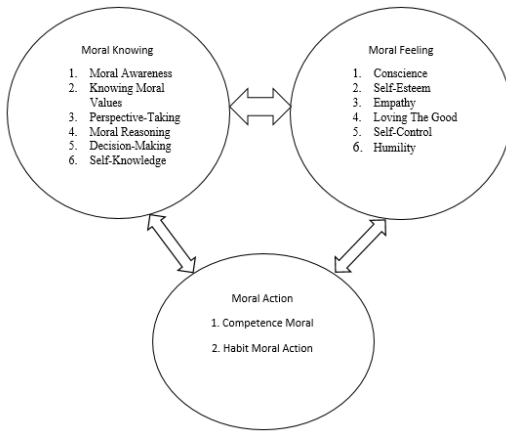 Moral Knowing
1. Moral Awareness
2. Knowing Moral
Values
3. Perspective-Taking
4. Moral Reasoning
5. Decision-Making
6. Self-Knowledge
Moral Feeling
1. Conscience
2. Self-Esteem
3. Empathy
4. Loving The Good
5. Self-Control
6. Humility
Moral Action
1. Competence Moral
2. Habit Moral Action